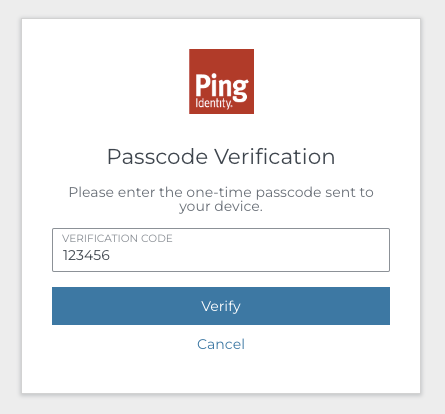 Ping
Identity.
Passcode Verification
Please enter the one-time passcode sent to
your device.
VERIFICATION CODE
123456
Verify
Cancel